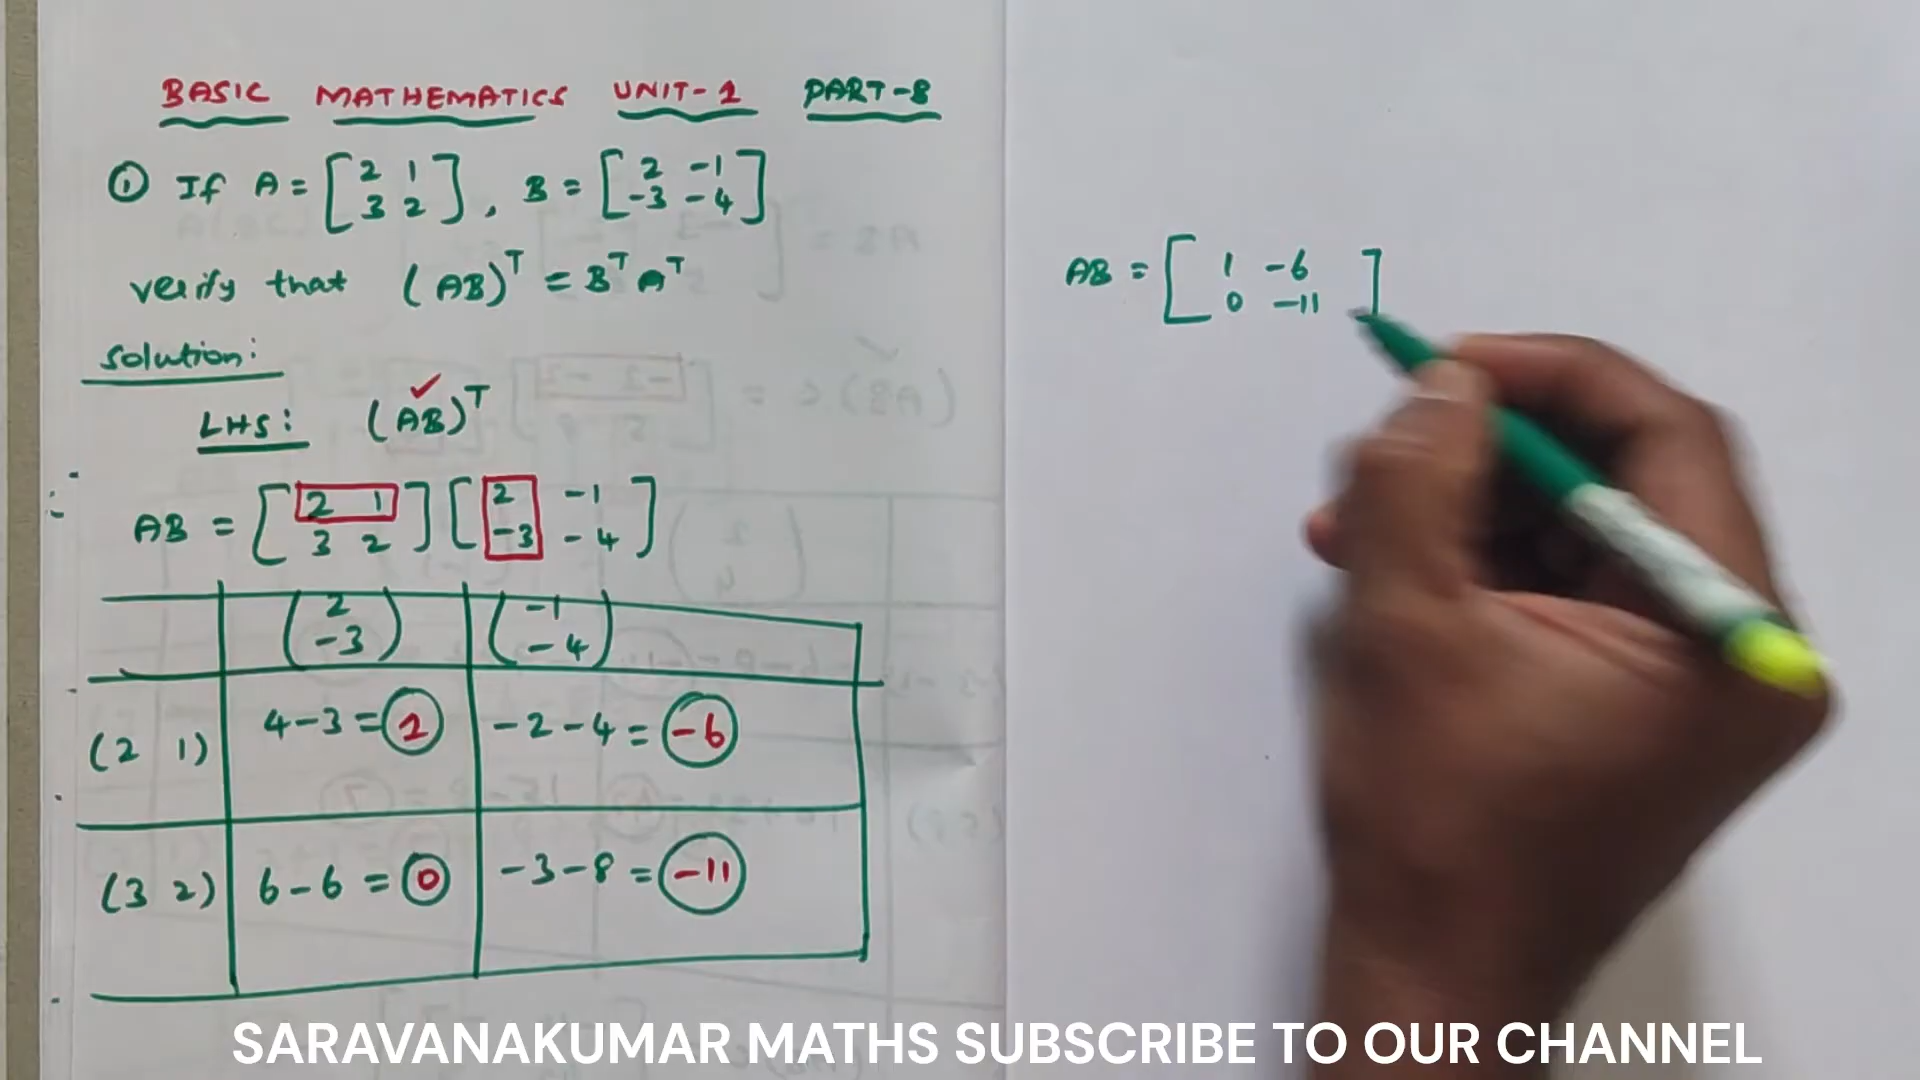 BASIC MATHEMATICS UNIT-1 PART-8
① If A = [2 1 , B = [2 -1
3 2] -3 -4]
verify that (AB)ᵀ = Bᵀ Aᵀ
Solution:
LHS: (AB)ᵀ
AB = [2 1] [2 -1]
[3 2] [-3 -4]
(2 (-1
-3) -4)
(2 1) 4-3 = 1 -2-4 = -6
(3 2) 6-6 = 0 -3-8 = -11
AB = [1 -6
0 -11]
SARAVANAKUMAR MATHS SUBSCRIBE TO OUR CHANNEL